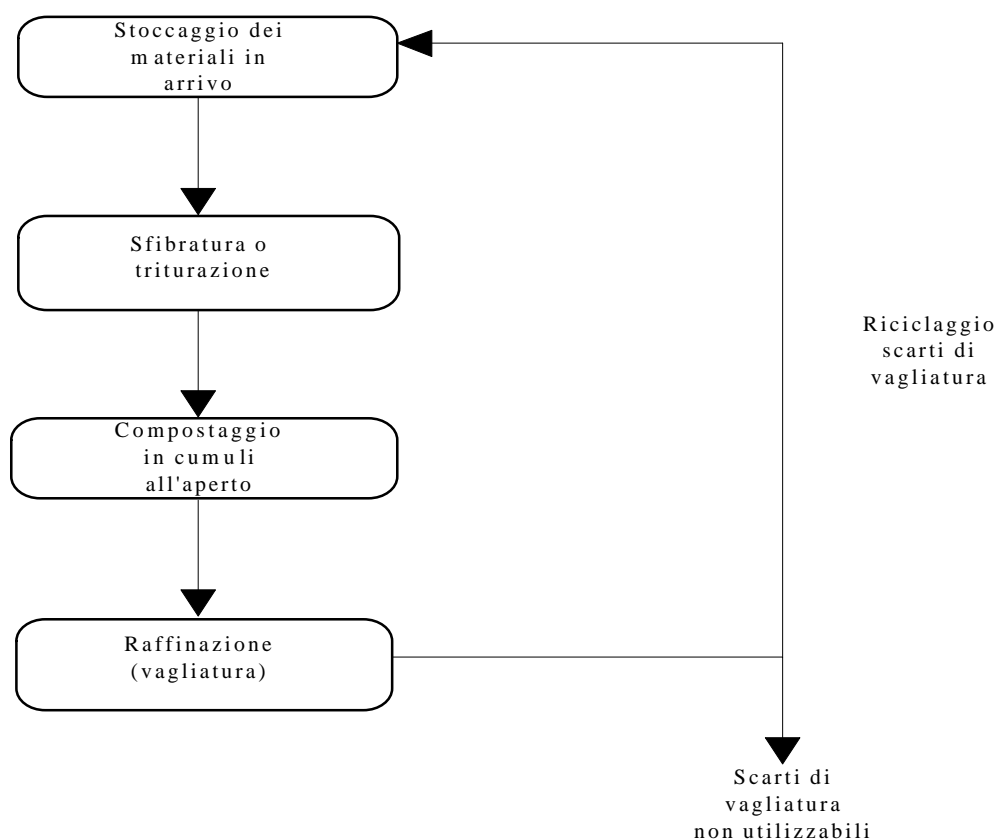 Stoccaggio dei
materiali in
arrivo
Sfibratura o
triturazione
Riciclaggio
scarti di
vagliatura
Compostaggio
in cumuli
all'aperto
Raffinazione
(vagliatura)
Scarti di
vagliatura
non utilizzabili